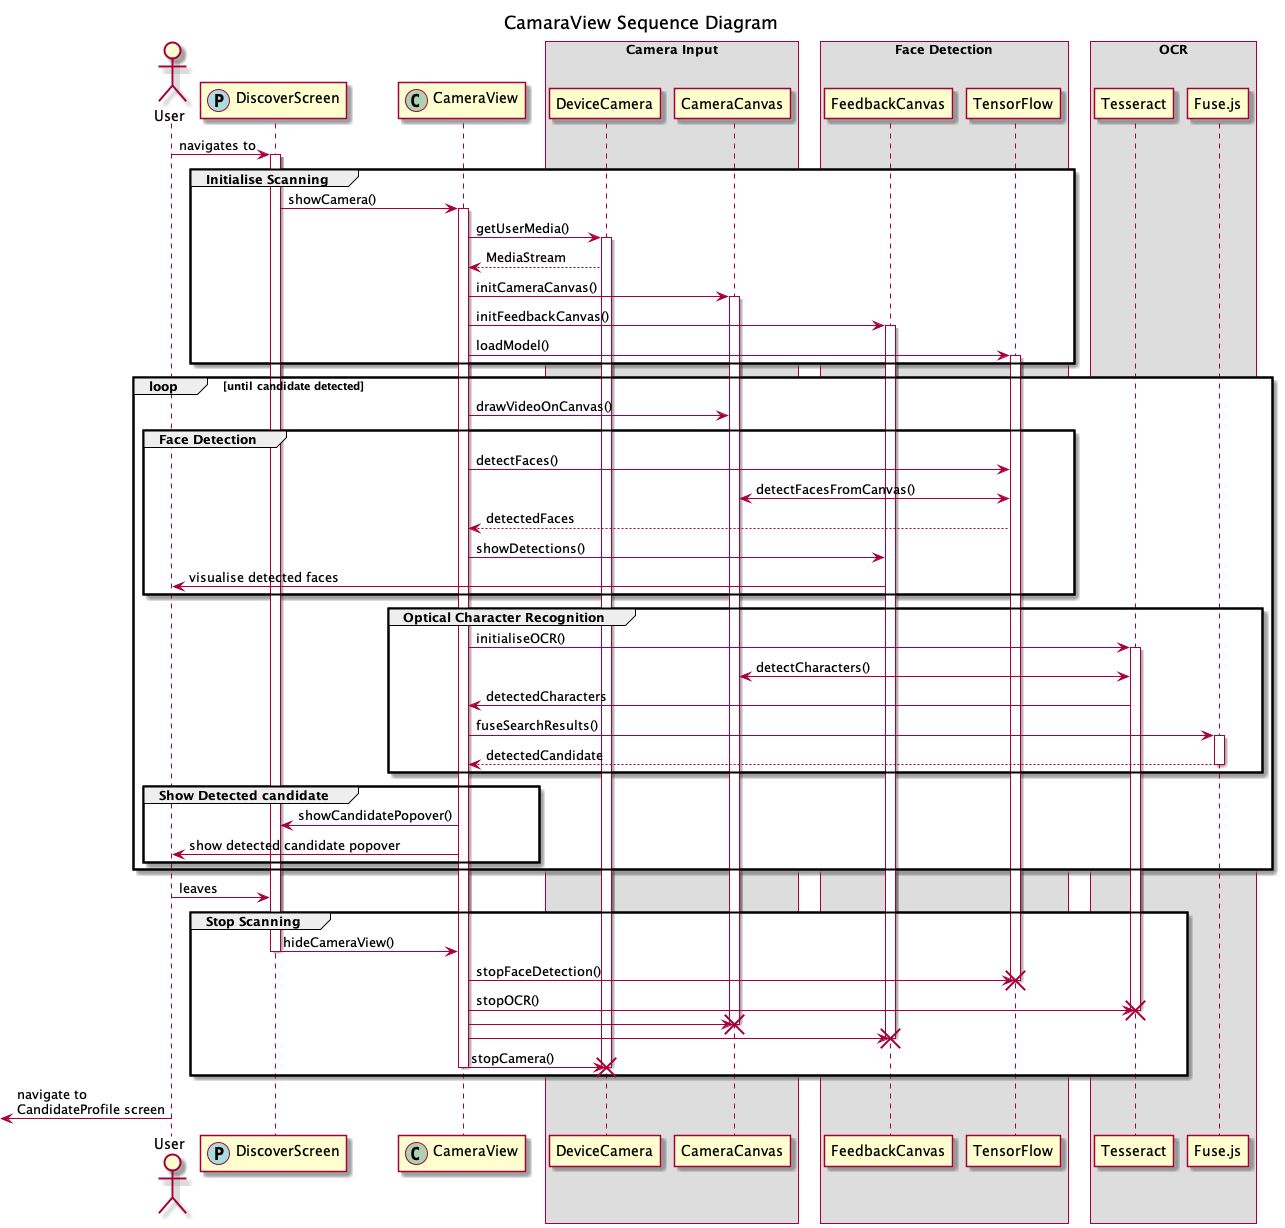 CamaraView Sequence Diagram
Camera Input
Face Detection
OCR
User
P DiscoverScreen
C CameraView
DeviceCamera
CameraCanvas
FeedbackCanvas
TensorFlow
Tesseract
Fuse.js
navigates to
Initialise Scanning
showCamera()
getUserMedia()
MediaStream
initCameraCanvas()
initFeedbackCanvas()
loadModel()
loop [until candidate detected]
drawVideoOnCanvas()
Face Detection
detectFaces()
detectFacesFromCanvas()
detectedFaces
showDetections()
visualise detected faces
Optical Character Recognition
initialiseOCR()
detectCharacters()
detectedCharacters
fuseSearchResults()
detectedCandidate
Show Detected candidate
showCandidatePopover()
show detected candidate popover
leaves
Stop Scanning
hideCameraView()
stopFaceDetection()
stopOCR()
stopCamera()
navigate to
CandidateProfile screen
User
P DiscoverScreen
C CameraView
DeviceCamera
CameraCanvas
FeedbackCanvas
TensorFlow
Tesseract
Fuse.js